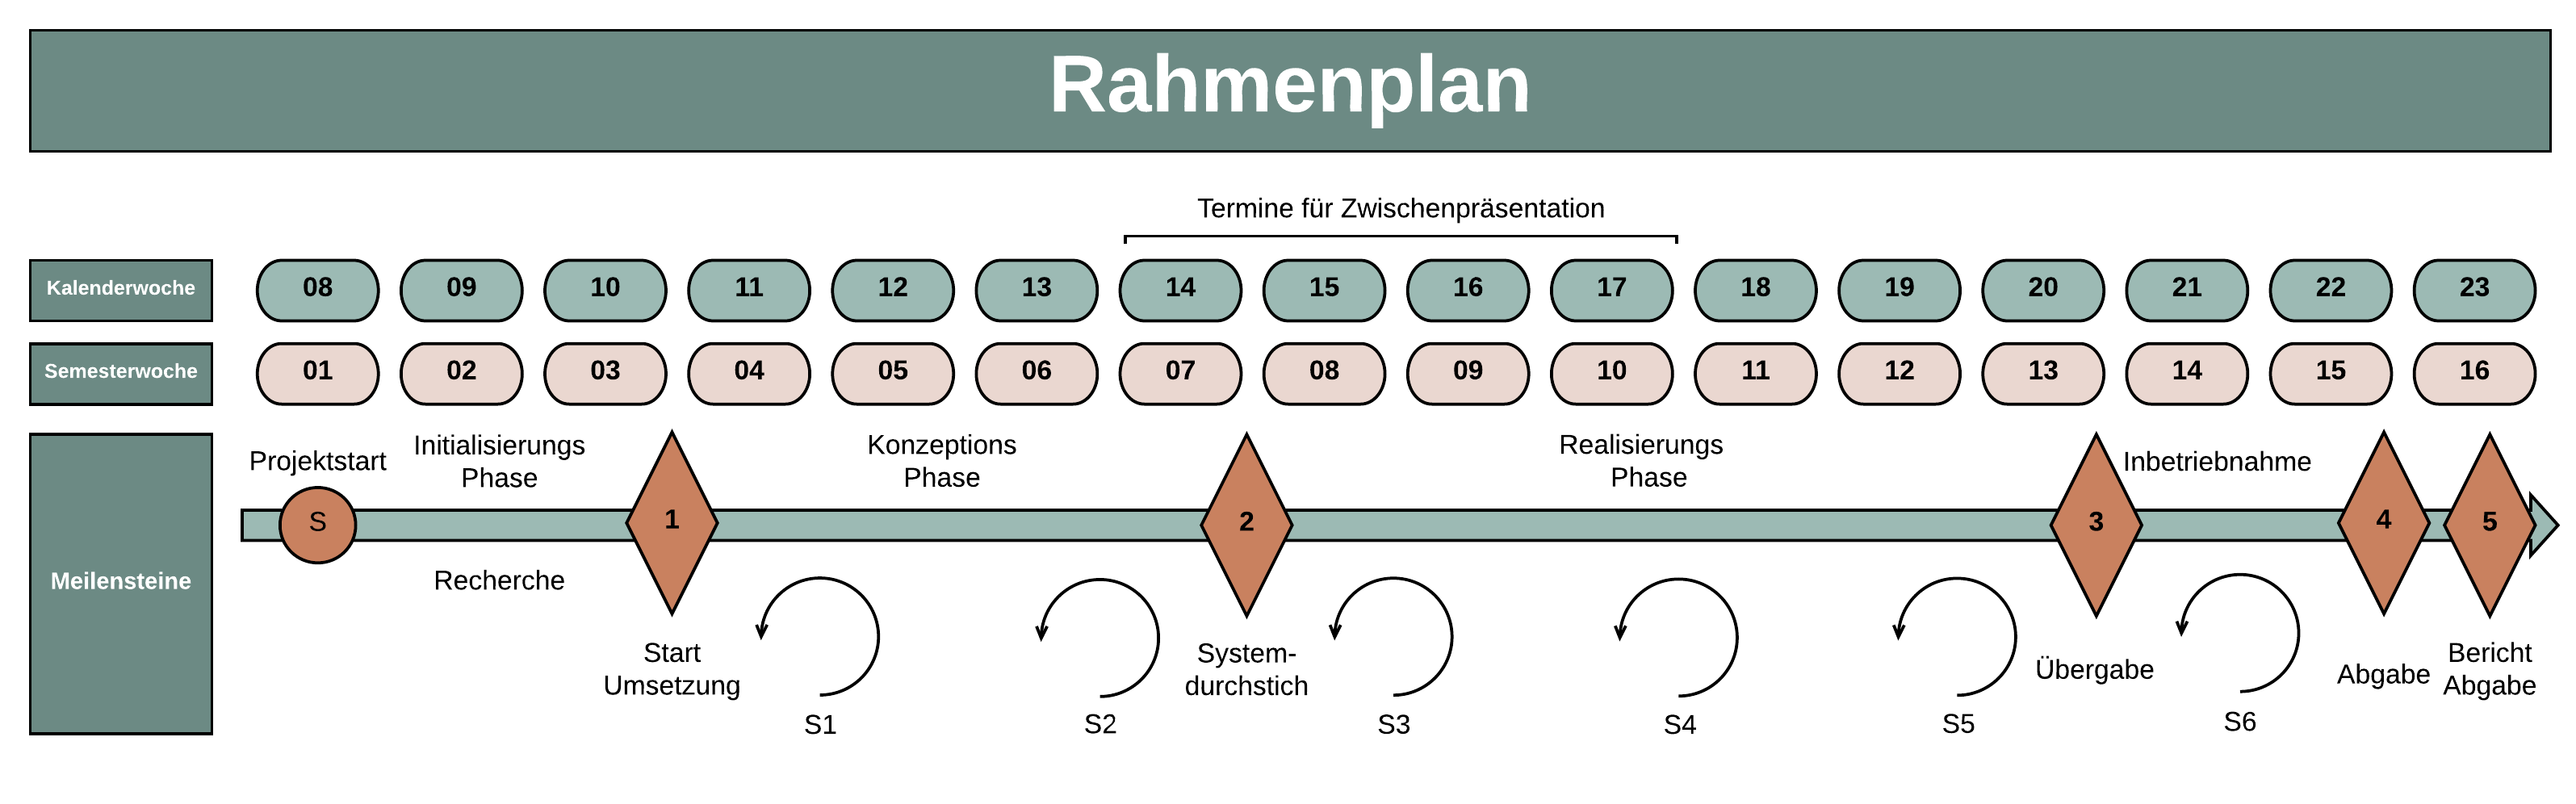 Rahmenplan
Termine für Zwischenpräsentation
Kalenderwoche 08 09 10 11 12 13 14 15 16 17 18 19 20 21 22 23
Semesterwoche 01 02 03 04 05 06 07 08 09 10 11 12 13 14 15 16
Meilensteine
Projektstart
Initialisierungs
Phase
Konzeptions
Phase
Realisierungs
Phase
Inbetriebnahme
S 1 2 3 4 5
Recherche
Start
Umsetzung
System-
durchstich
Übergabe
Abgabe
Bericht
Abgabe
S1 S2 S3 S4 S5 S6